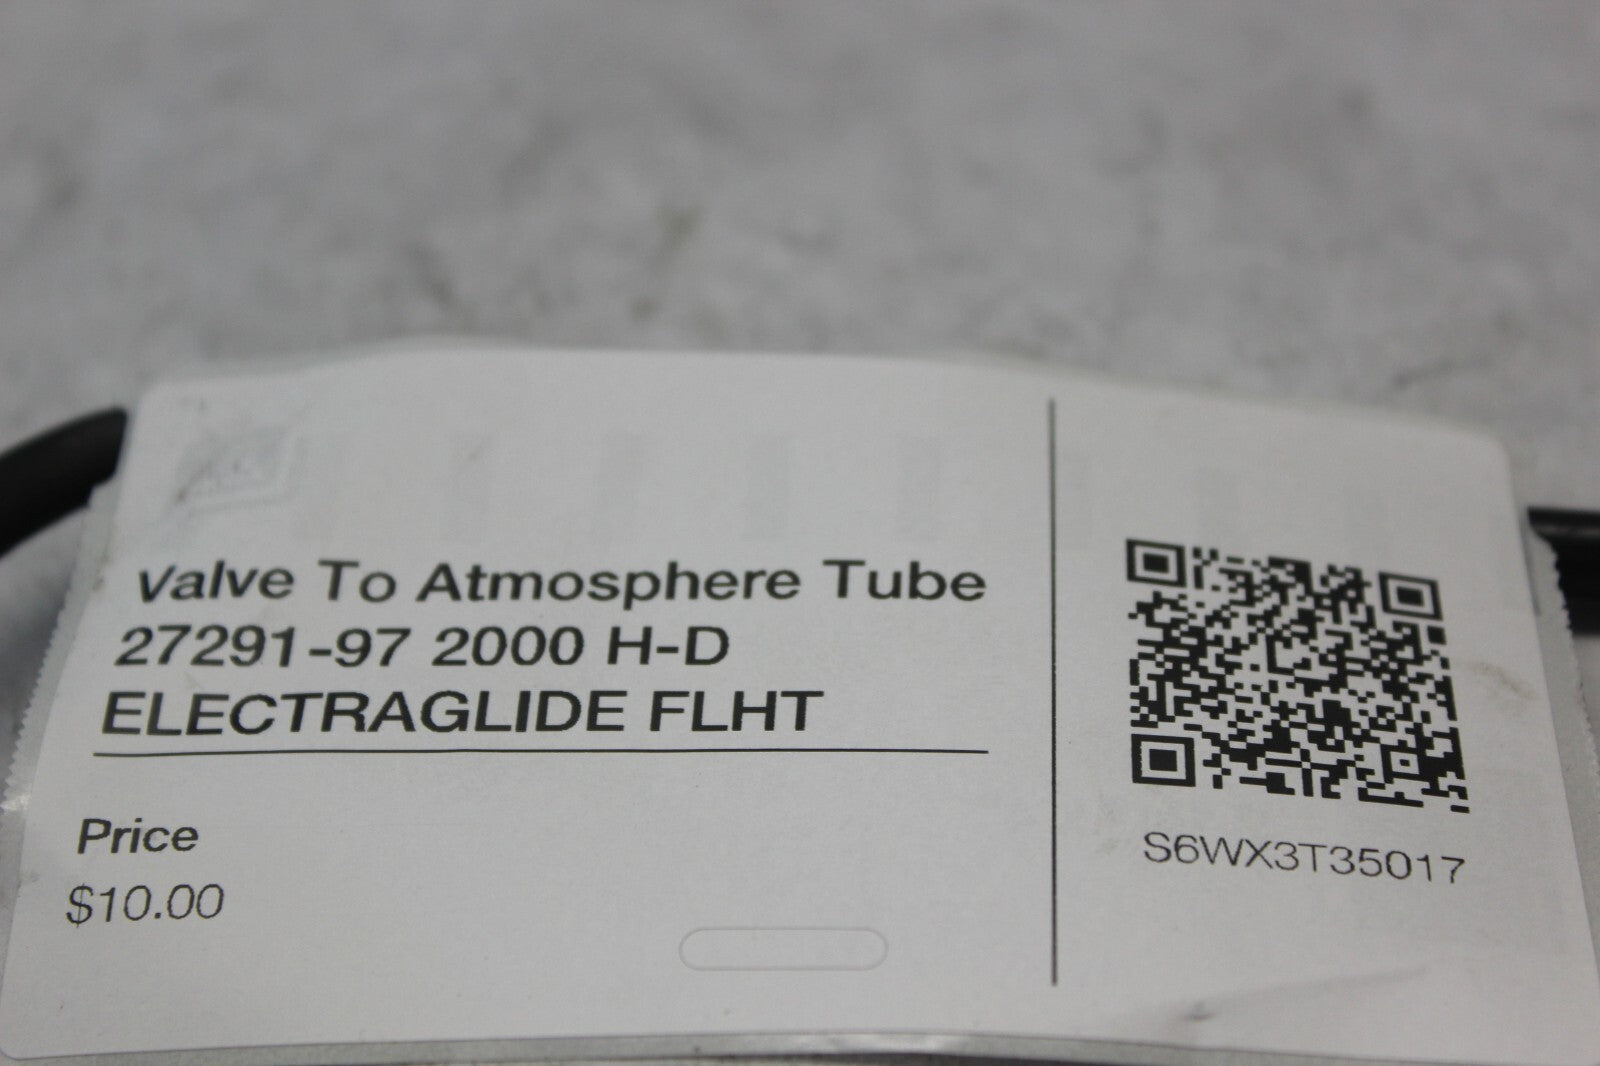 Valve To Atmosphere Tube
27291-97 2000 H-D
ELECTRAGLIDE FLHT
Price
$10.00
S6WX3T35017